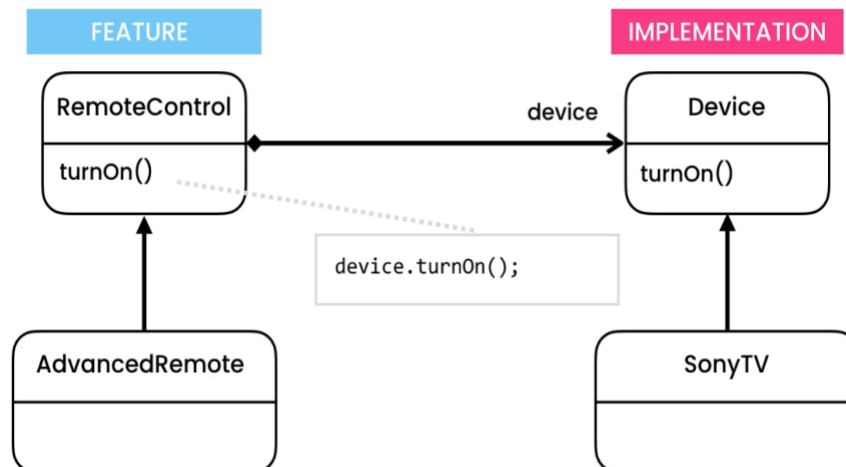 FEATURE
IMPLEMENTATION
RemoteControl
device
Device
turnOn()
turnOn()
device.turnOn();
AdvancedRemote
SonyTV